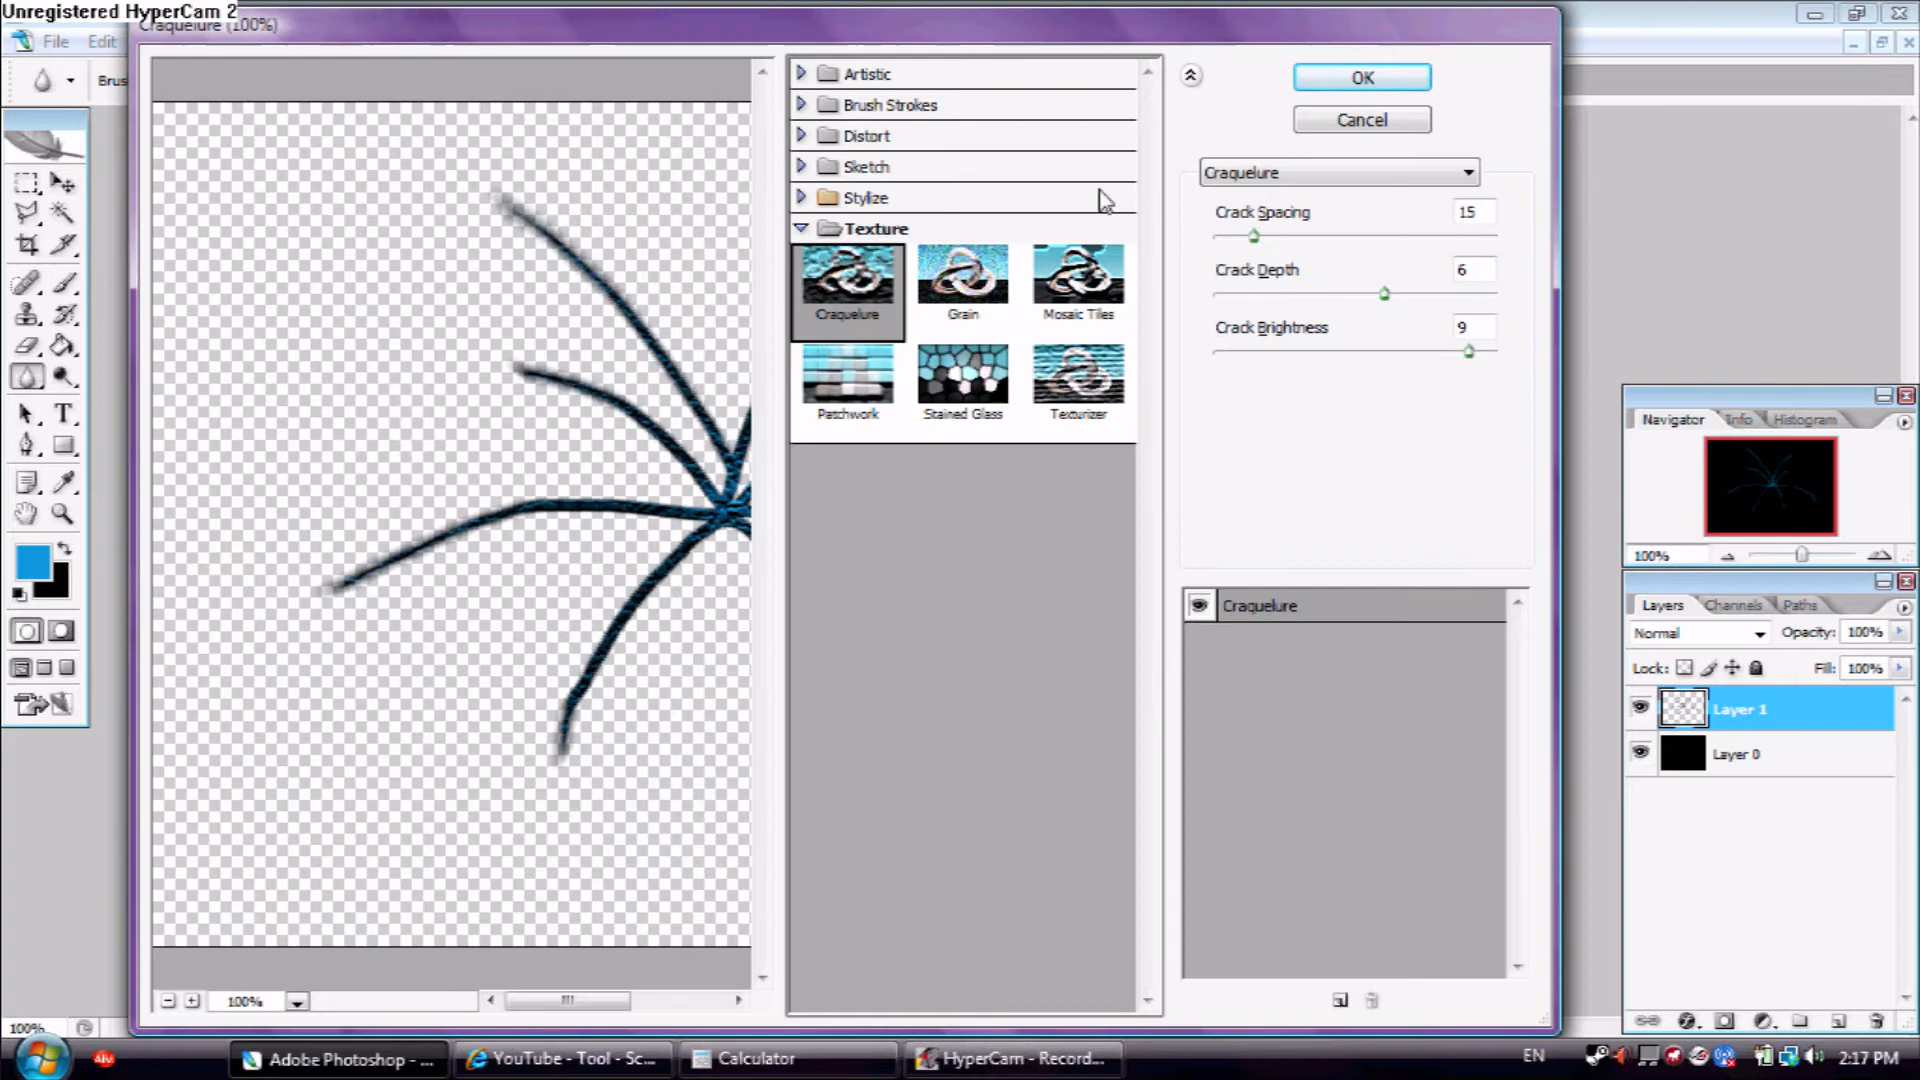 Unregistered HyperCam 2
Craquelure (100%)
File Edit
Brus
Artistic
Brush Strokes
Distort
Sketch
Stylize
Texture
Craquelure Grain Mosaic Tiles
Patchwork Stained Glass Texturizer
OK
Cancel
Craquelure
Crack Spacing 15
Crack Depth 6
Crack Brightness 9
Craquelure
100%
Navigator Info Histogram
100%
Layers Channels Paths
Normal Opacity: 100%
Lock: Fill: 100%
Layer 1
Layer 0
100%
Adobe Photoshop - ...
YouTube - Tool - Sc...
Calculator
HyperCam - Record...
EN
2:17 PM